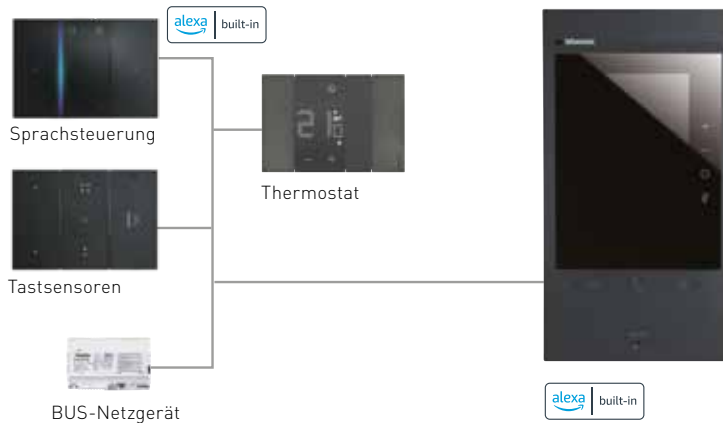 alexa built-in
Sprachsteuerung
Thermostat
Tastsensoren
BUS-Netzgerät
alexa built-in